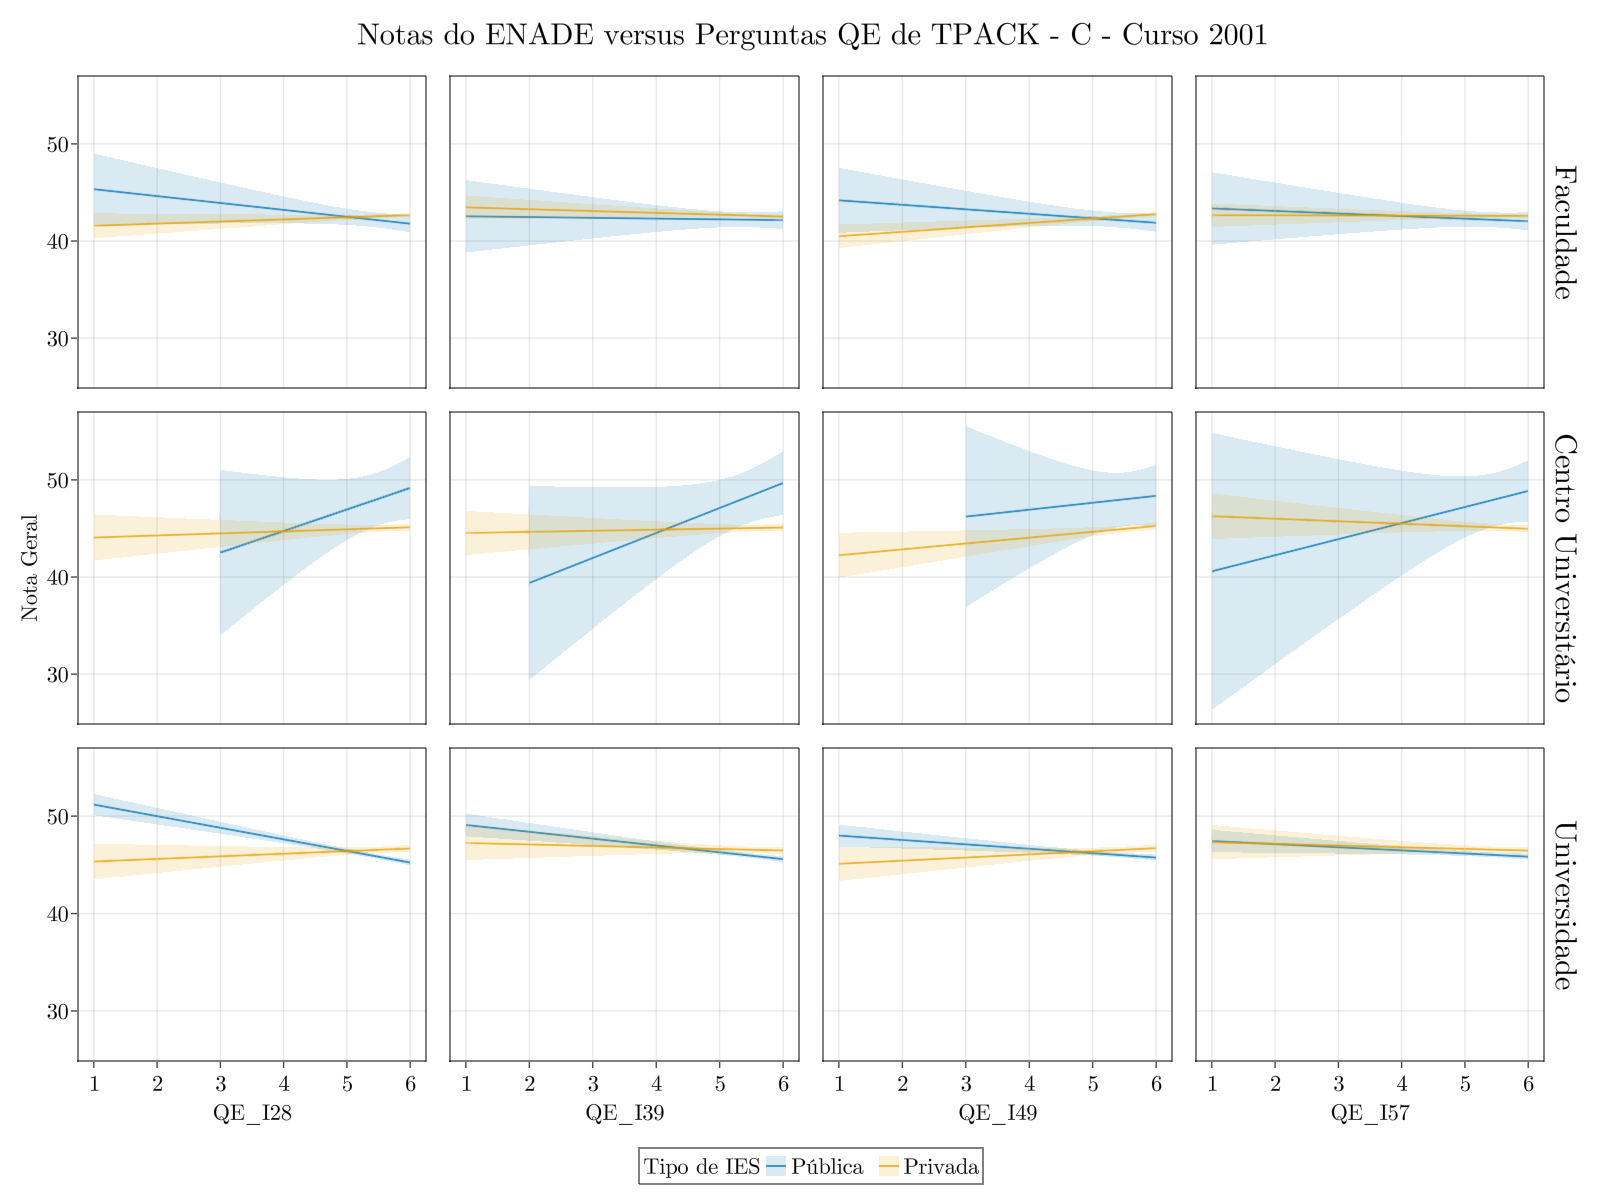 Notas do ENADE versus Perguntas QE de TPACK - C - Curso 2001
50
40
30
Faculdade
Nota Geral
50
40
30
Centro Universitário
50
40
30
Universidade
1 2 3 4 5 6
1 2 3 4 5 6
1 2 3 4 5 6
1 2 3 4 5 6
QE_I28
QE_I39
QE_I49
QE_I57
Tipo de IES Pública Privada